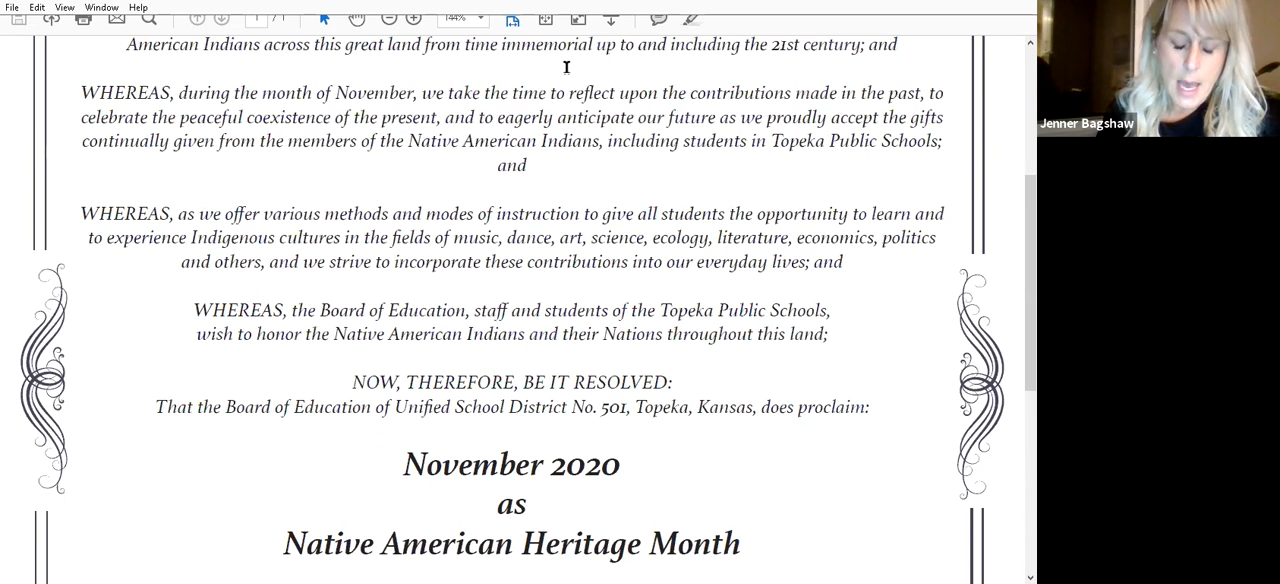 File Edit View Window Help
1 / 1
144%
American Indians across this great land from time immemorial up to and including the 21st century; and
WHEREAS, during the month of November, we take the time to reflect upon the contributions made in the past, to
celebrate the peaceful coexistence of the present, and to eagerly anticipate our future as we proudly accept the gifts
continually given from the members of the Native American Indians, including students in Topeka Public Schools;
and
WHEREAS, as we offer various methods and modes of instruction to give all students the opportunity to learn and
to experience Indigenous cultures in the fields of music, dance, art, science, ecology, literature, economics, politics
and others, and we strive to incorporate these contributions into our everyday lives; and
WHEREAS, the Board of Education, staff and students of the Topeka Public Schools,
wish to honor the Native American Indians and their Nations throughout this land;
NOW, THEREFORE, BE IT RESOLVED:
That the Board of Education of Unified School District No. 501, Topeka, Kansas, does proclaim:
November 2020
as
Native American Heritage Month
Jenner Bagshaw